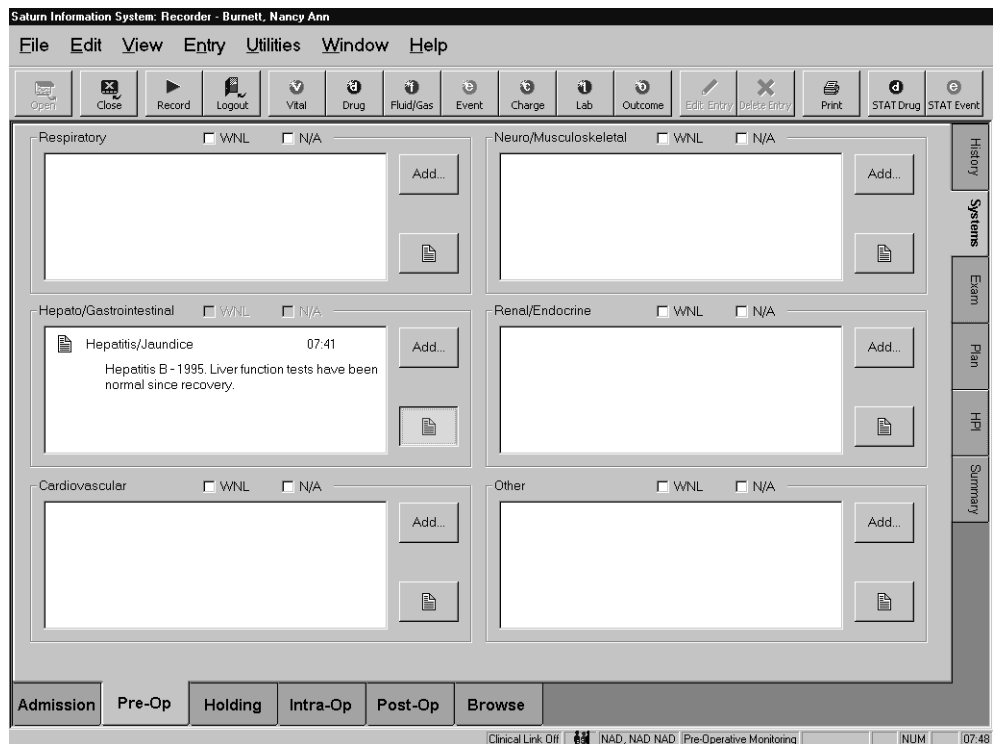 Saturn Information System: Recorder - Burnett, Nancy Ann
File Edit View Entry Utilities Window Help
Open Close Record Logout Vital Drug Fluid/Gas Event Charge Lab Outcome Edit Entry Delete Entry Print STAT Drug STAT Event
Respiratory WNL N/A
Add...
Neuro/Musculoskeletal WNL N/A
Add...
Hepato/Gastrointestinal WNL N/A
Hepatitis/Jaundice 07:41
Hepatitis B - 1995. Liver function tests have been
normal since recovery.
Add...
Renal/Endocrine WNL N/A
Add...
Cardiovascular WNL N/A
Add...
Other WNL N/A
Add...
History
Systems
Exam
Plan
HPI
Summary
Admission Pre-Op Holding Intra-Op Post-Op Browse
Clinical Link Off NAD, NAD NAD Pre-Operative Monitoring NUM 07:48